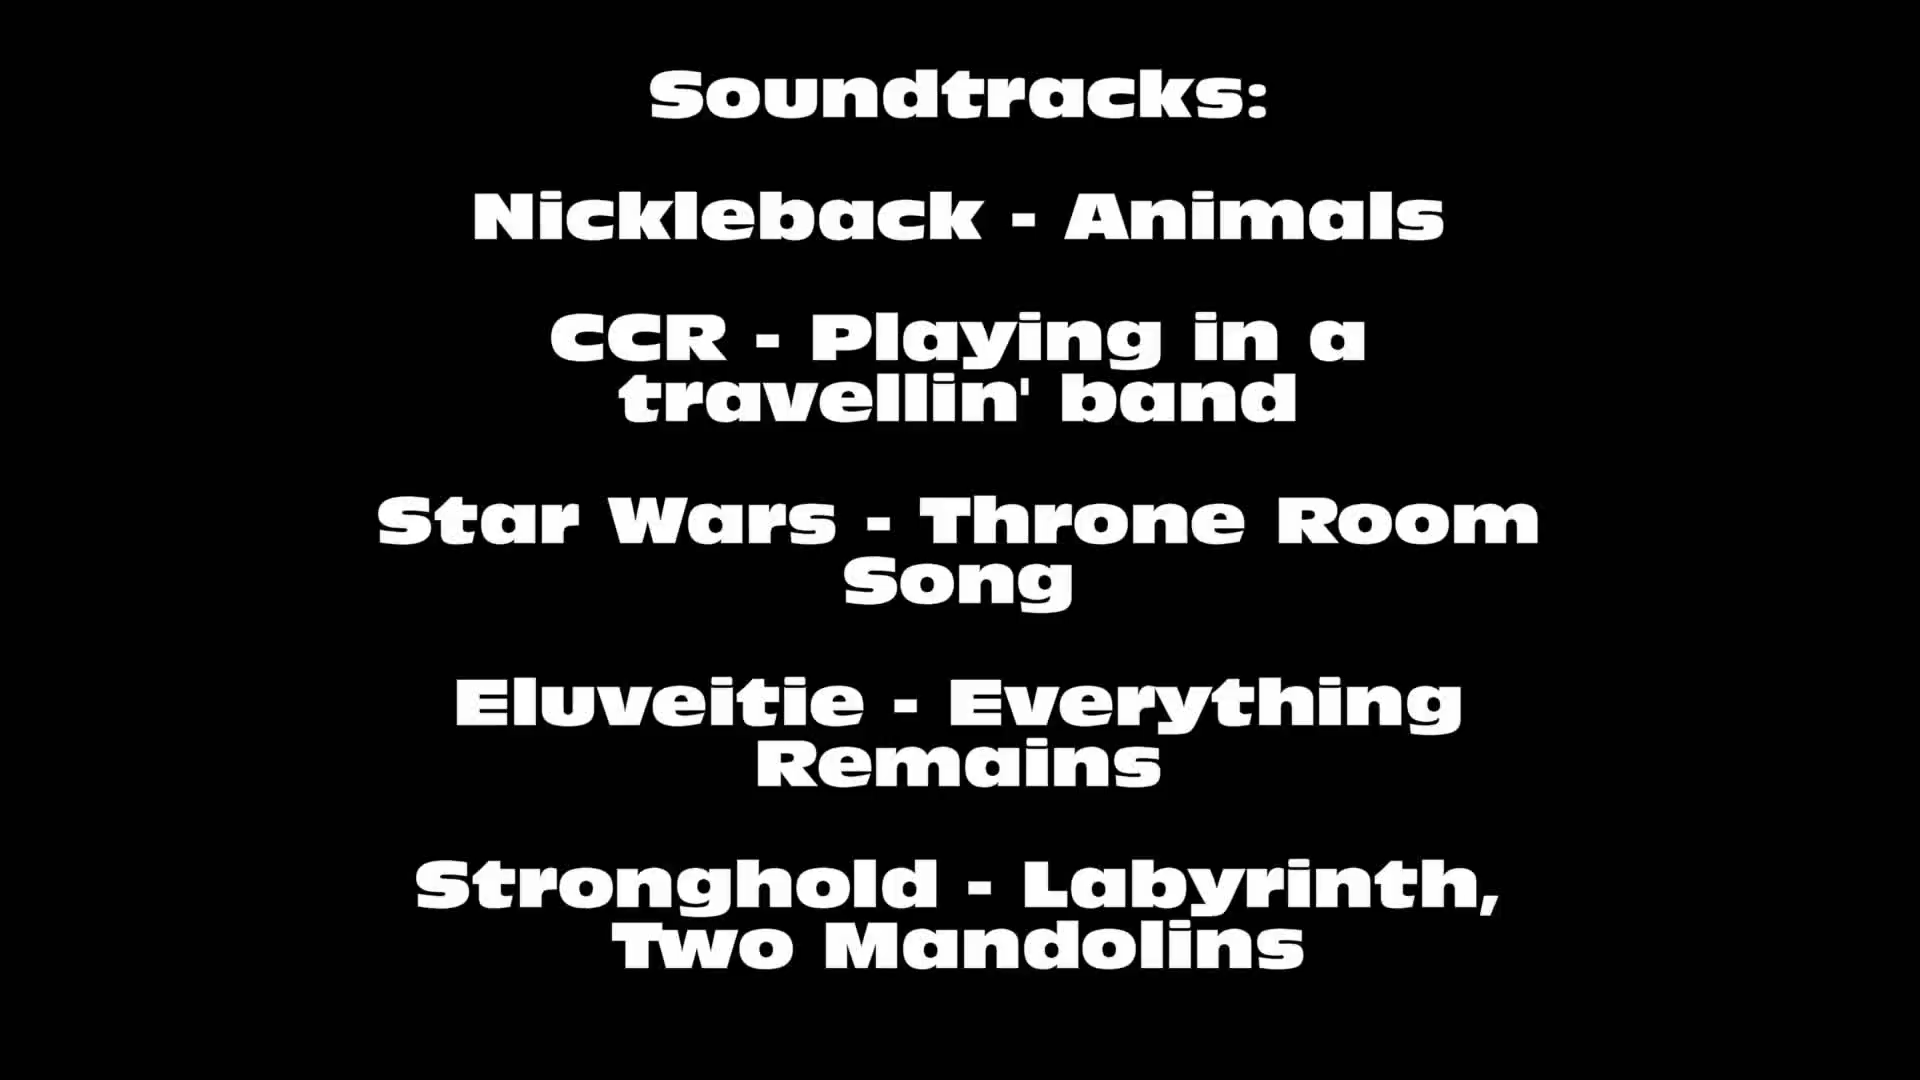 Soundtracks:
Nickleback - Animals
CCR - Playing in a
travellin' band
Star Wars - Throne Room
Song
Eluveitie - Everything
Remains
Stronghold - Labyrinth,
Two Mandolins